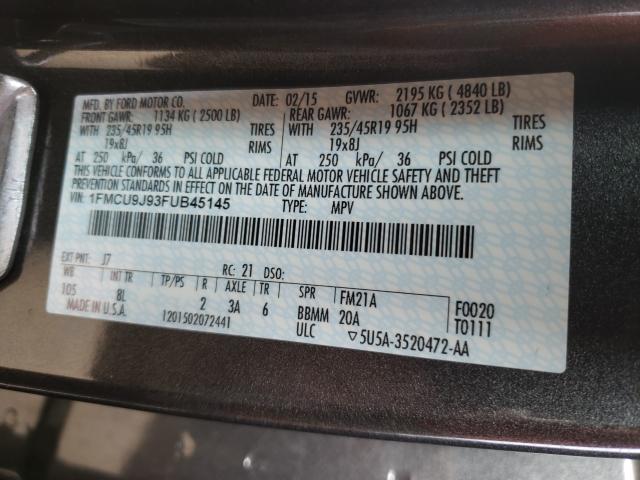 MFD. BY FORD MOTOR CO.
DATE: 02/15 GVWR: 2195 KG ( 4840 LB)
FRONT GAWR: 1134 KG ( 2500 LB) REAR GAWR: 1067 KG ( 2352 LB)
WITH 235/45R19 95H TIRES WITH 235/45R19 95H TIRES
19x8J RIMS 19x8J RIMS
AT 250 kPa/ 36 PSI COLD AT 250 kPa/ 36 PSI COLD
THIS VEHICLE CONFORMS TO ALL APPLICABLE FEDERAL MOTOR VEHICLE SAFETY AND THEFT
PREVENTION STANDARDS IN EFFECT ON THE DATE OF MANUFACTURE SHOWN ABOVE.
VIN: 1FMCU9J93FUB45145 TYPE: MPV
EXT PNT: J7 RC: 21 DSO:
WB INT TR TP/PS R AXLE TR SPR FM21A F0020
105 8L 2 3A 6 BBMM 20A T0111
MADE IN U.S.A. 1201502072441 ULC ▽5U5A-3520472-AA